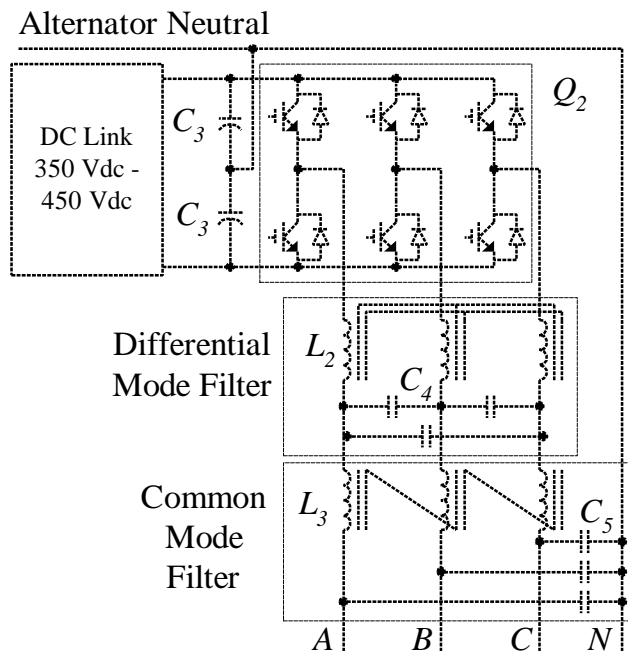 Alternator Neutral
DC Link
350 Vdc -
450 Vdc
C3
C3
Q2
Differential
Mode Filter
L2
C4
Common
Mode
Filter
L3
C5
A B C N